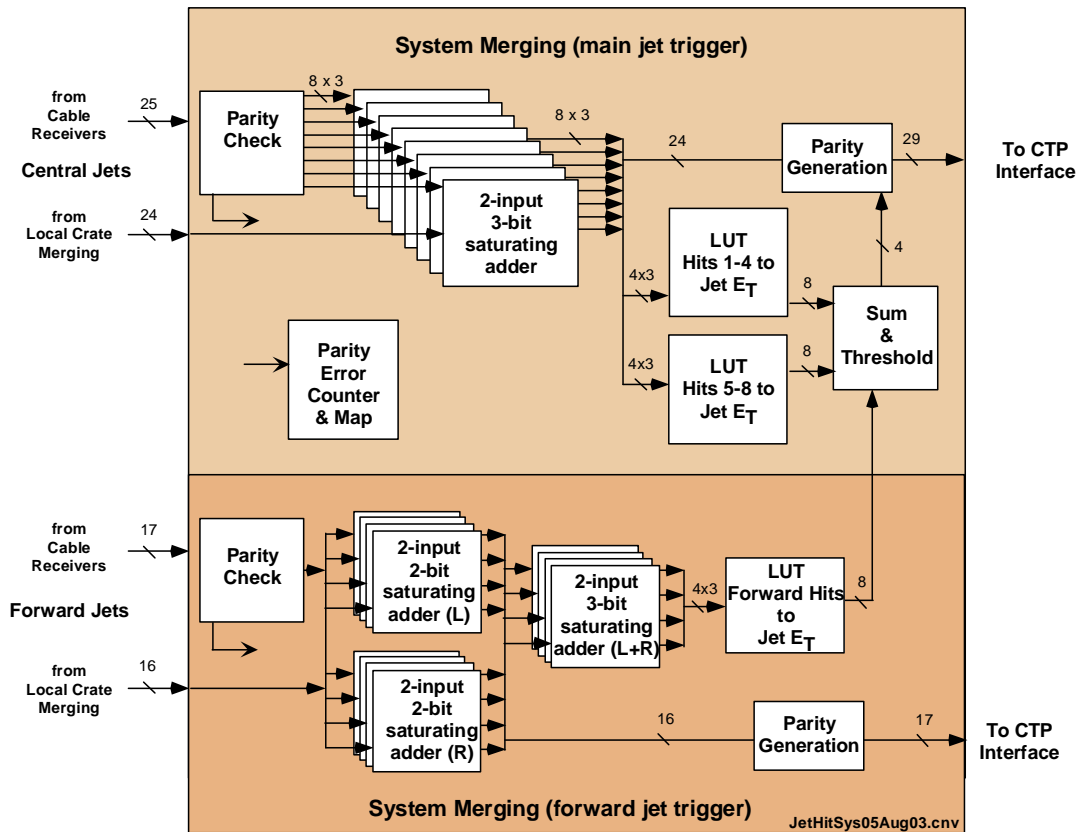 System Merging (main jet trigger)
from
Cable
Receivers
25
Central Jets
from
Local Crate
Merging
24
Parity
Check
8 x 3
2-input
3-bit
saturating
adder
8 x 3
24
Parity
Generation
29
To CTP
Interface
4
4x3
LUT
Hits 1-4 to
Jet ET
8
Sum
&
Threshold
4x3
LUT
Hits 5-8 to
Jet ET
8
Parity
Error
Counter
& Map
from
Cable
Receivers
17
Forward Jets
from
Local Crate
Merging
16
Parity
Check
2-input
2-bit
saturating
adder (L)
2-input
2-bit
saturating
adder (R)
2-input
3-bit
saturating
adder (L+R)
4x3
LUT
Forward Hits
to
Jet ET
8
16
Parity
Generation
17
To CTP
Interface
System Merging (forward jet trigger)
JetHitSys05Aug03.cnv